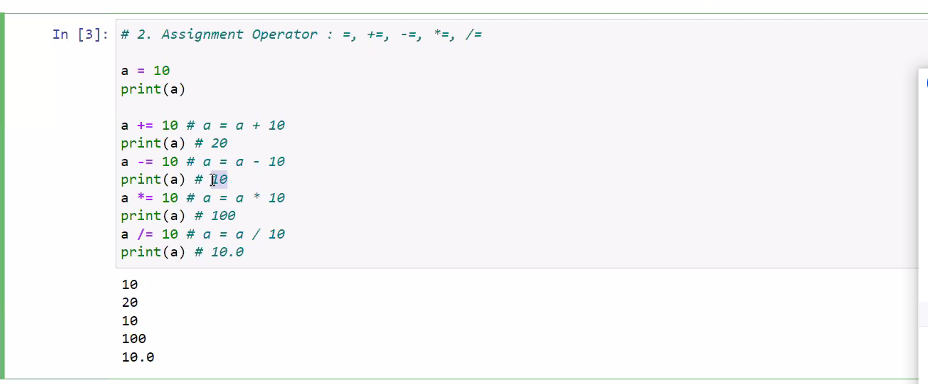 In [3]: # 2. Assignment Operator : =, +=, -=, *=, /=
a = 10
print(a)
a += 10 # a = a + 10
print(a) # 20
a -= 10 # a = a - 10
print(a) # 10
a *= 10 # a = a * 10
print(a) # 100
a /= 10 # a = a / 10
print(a) # 10.0
10
20
10
100
10.0